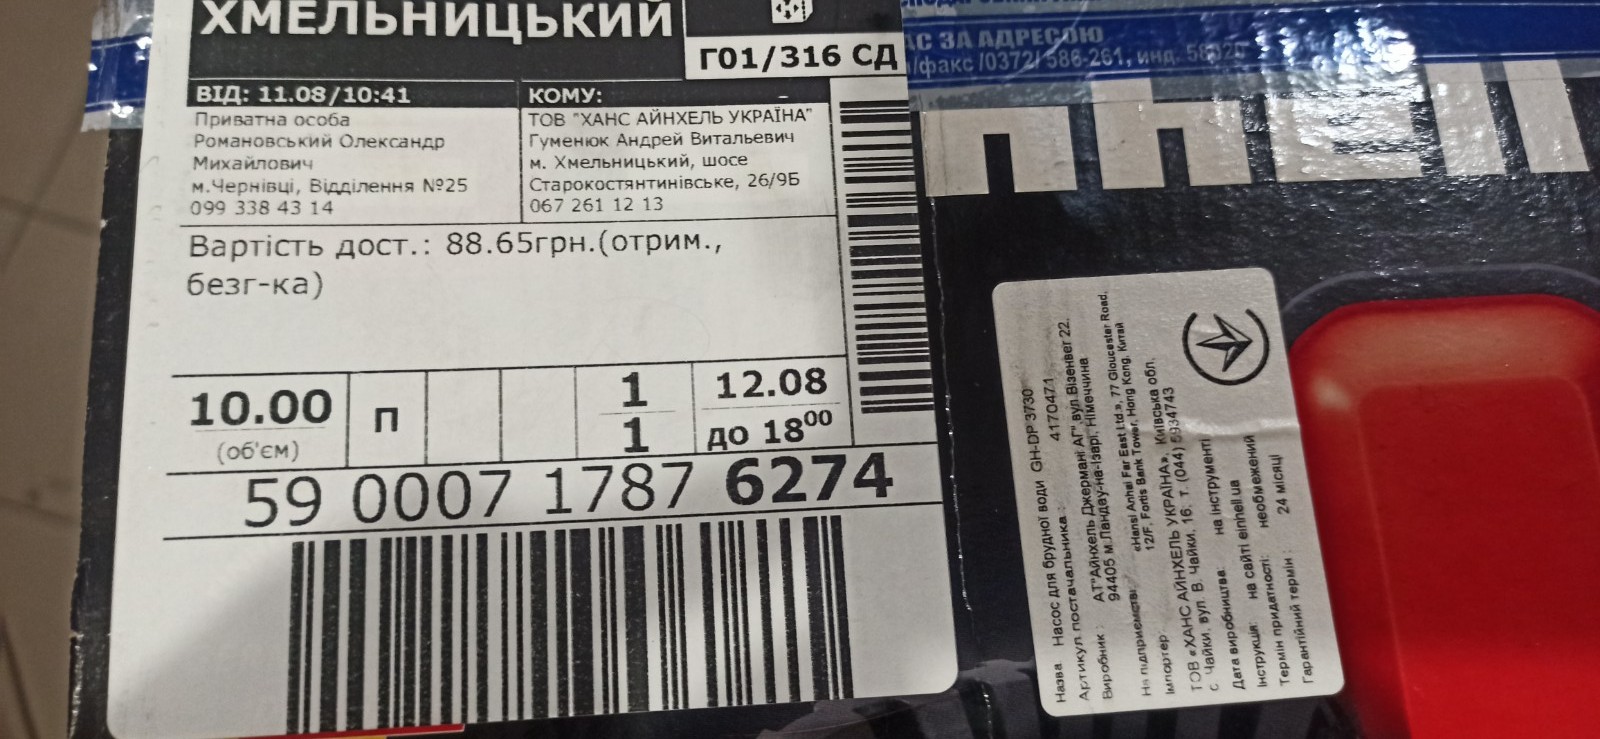 ХМЕЛЬНИЦЬКИЙ
Г01/316 СД
ВІД: 11.08/10:41
Приватна особа
Романовський Олександр
Михайлович
м.Чернівці, Відділення №25
099 338 43 14
КОМУ:
ТОВ "ХАНС АЙНХЕЛЬ УКРАЇНА"
Гуменюк Андрей Витальевич
м. Хмельницький, шосе
Старокостянтинівське, 26/9Б
067 261 12 13
Вартість дост.: 88.65грн.(отрим.,
безг-ка)
10.00
(об'єм)
П
1
1
12.08
до 1800
59 0007 1787 6274
АС ЗА АДРЕСОЮ
/факс /0372/ 586-261, инд. 58020
nhell
Назва Насос для брудної води GH-DP 3730
Артикул постачальника : 4170471
Виробник : АТ"Айнхель Джермані АГ" вул.Візенвег 22,
94405 м.Ландау-на-Ізарі, Німеччина
На підприємстві: «Hansi Anhai Far East Ltd.», 77 Gloucester Road,
12/F, Fortis Bank Tower, Hong Kong, Китай
Імпортер:
ТОВ «ХАНС АЙНХЕЛЬ УКРАЇНА», Київська обл.
с. Чайки, вул. В. Чайки, 16, т. (044) 5934743
Дата виробництва: на інструменті
Інструкція: на сайті einhell.ua
Термін придатності: необмежений
Гарантійний термін : 24 місяці